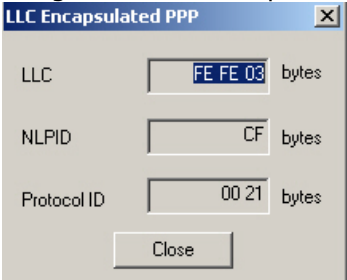 LLC Encapsulated PPP
LLC FE FE 03 bytes
NLPID CF bytes
Protocol ID 00 21 bytes
Close